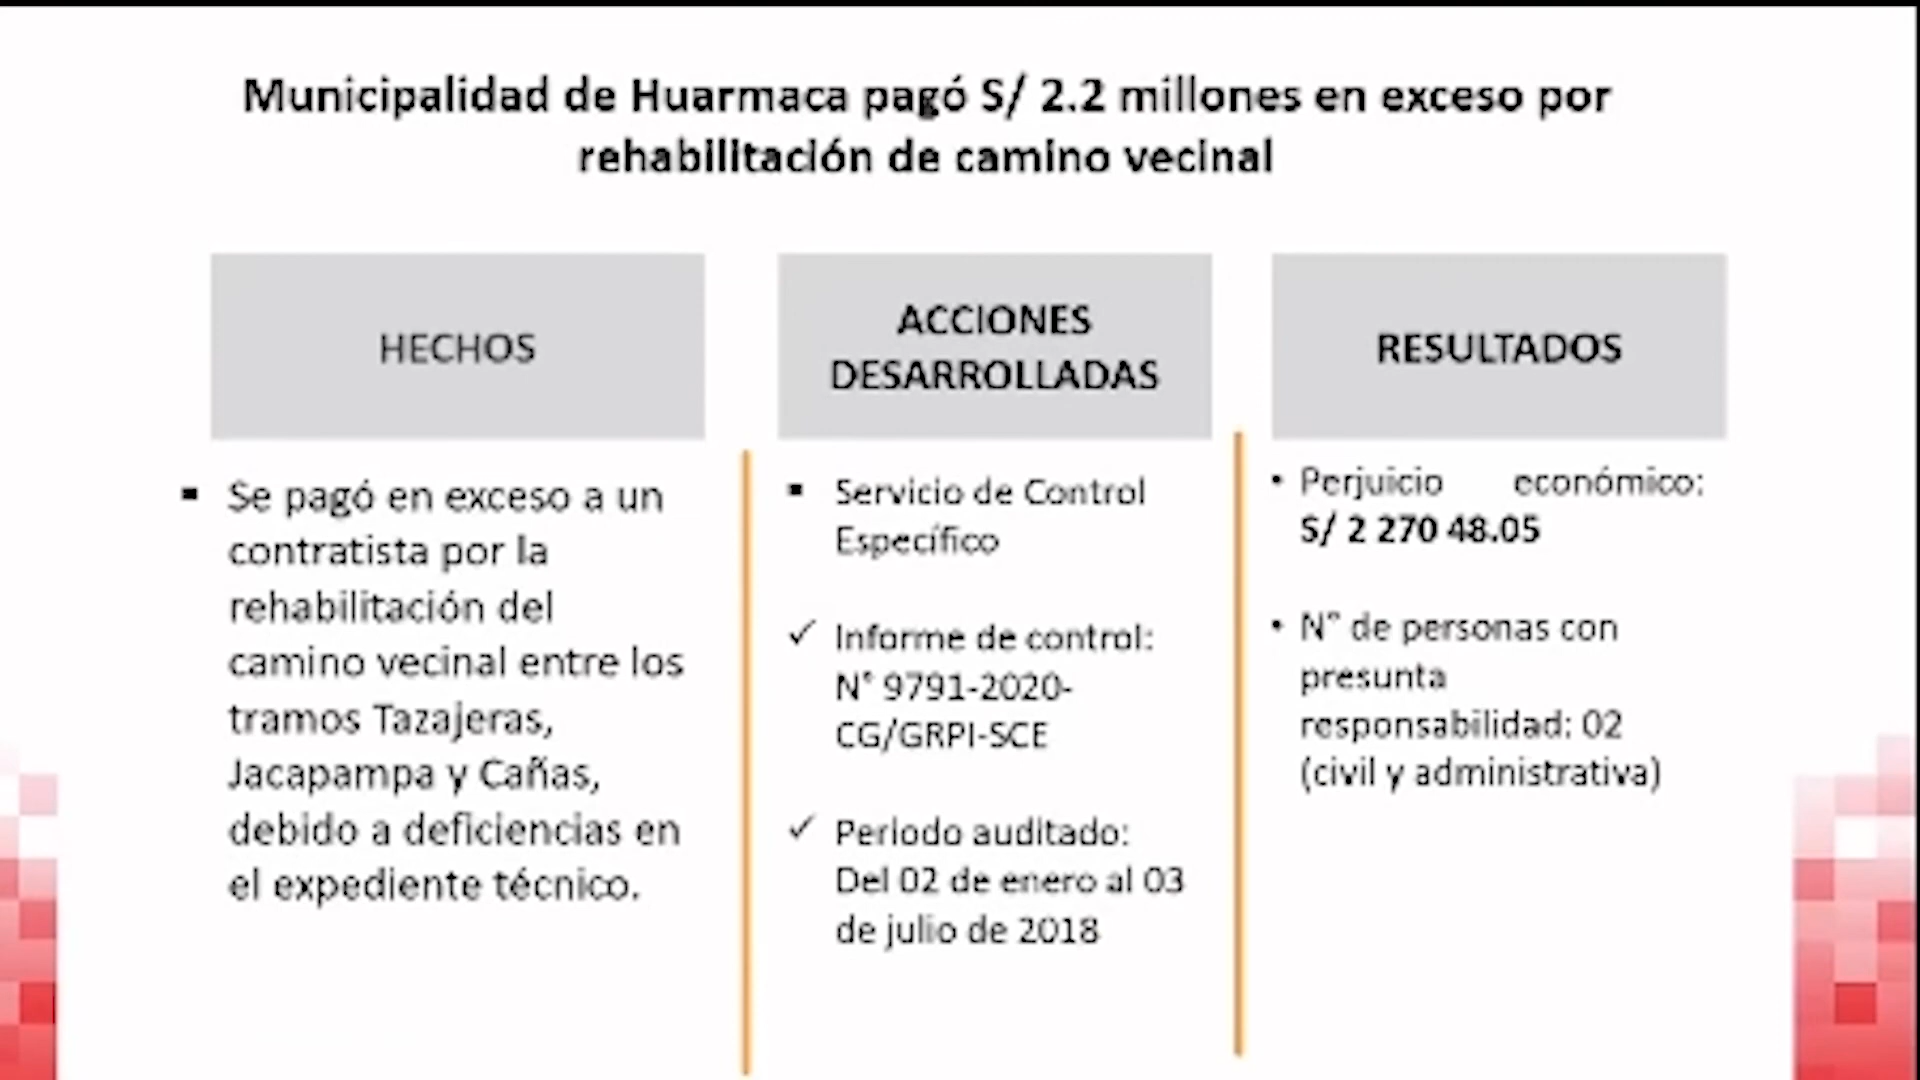 Municipalidad de Huarmaca pagó S/ 2.2 millones en exceso por
rehabilitación de camino vecinal
HECHOS
▪ Se pagó en exceso a un
contratista por la
rehabilitación del
camino vecinal entre los
tramos Tazajeras,
Jacapampa y Cañas,
debido a deficiencias en
el expediente técnico.
ACCIONES
DESARROLLADAS
▪ Servicio de Control
Específico
✓ Informe de control:
N° 9791-2020-
CG/GRPI-SCE
✓ Periodo auditado:
Del 02 de enero al 03
de julio de 2018
RESULTADOS
• Perjuicio económico:
S/ 2 270 48.05
• N° de personas con
presunta
responsabilidad: 02
(civil y administrativa)